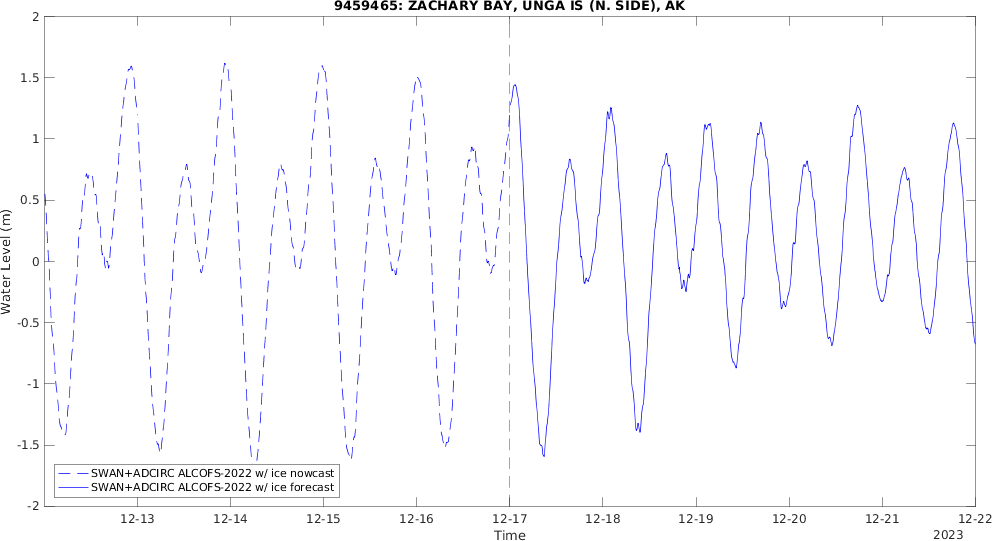 9459465: ZACHARY BAY, UNGA IS (N. SIDE), AK
2
1.5
1
0.5
0
-0.5
-1
-1.5
-2
Water Level (m)
SWAN+ADCIRC ALCOFS-2022 w/ ice nowcast
SWAN+ADCIRC ALCOFS-2022 w/ ice forecast
12-13 12-14 12-15 12-16 12-17 12-18 12-19 12-20 12-21 12-22
Time
2023